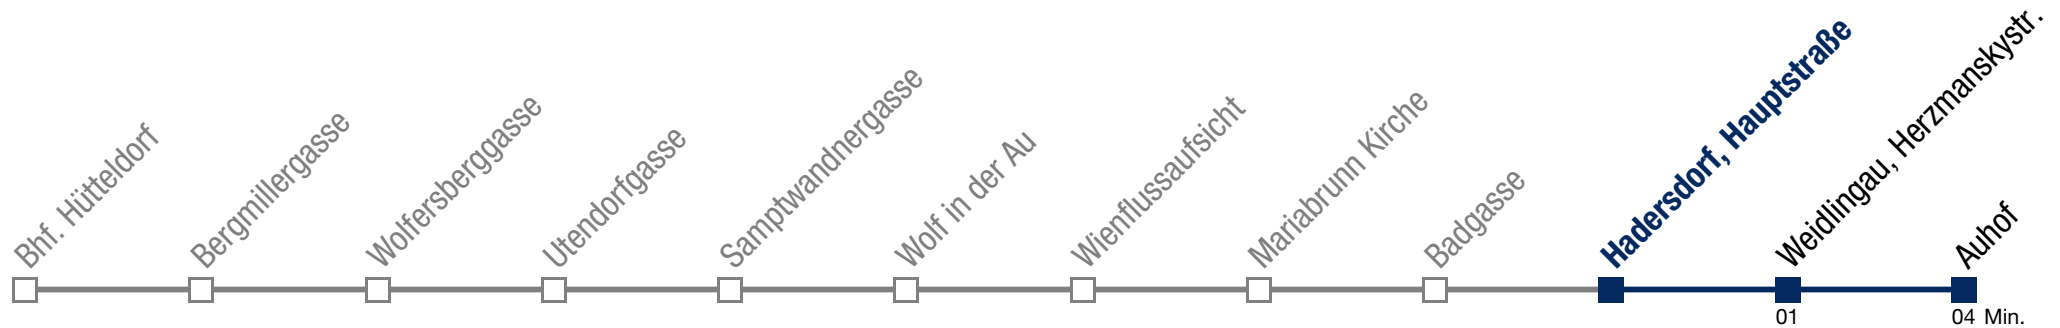 Bhf. Hütteldorf
Bergmillergasse
Wolfersberggasse
Utendorfgasse
Samptwandnergasse
Wolf in der Au
Wienflussaufsicht
Mariabrunn Kirche
Badgasse
Hadersdorf, Hauptstraße
Weidlingau, Herzmanskystr.
Auhof
01
04 Min.